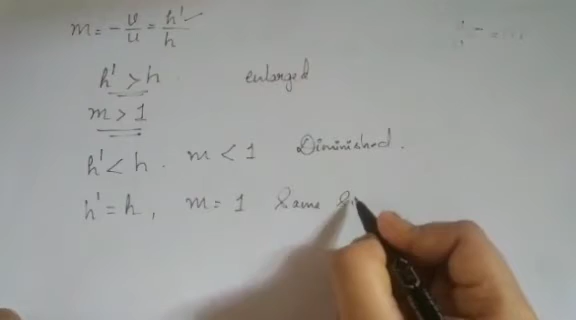 m = - v/u = h'/h
h' > h . enlarged
m > 1
h' < h . m < 1 Diminished.
h' = h , m = 1 Same